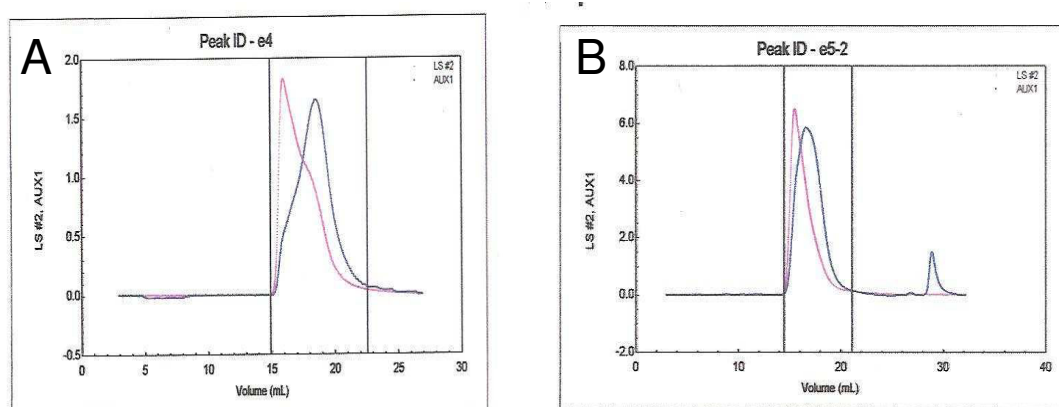 A
Peak ID - e4
LS #2
AUX1
2.0
1.5
1.0
0.5
0.0
-0.5
LS #2, AUX1
0
5
10
15
20
25
30
Volume (mL)
B
Peak ID - e5-2
LS #2
AUX1
8.0
6.0
4.0
2.0
0.0
-2.0
LS #2, AUX1
0
10
20
30
40
Volume (mL)